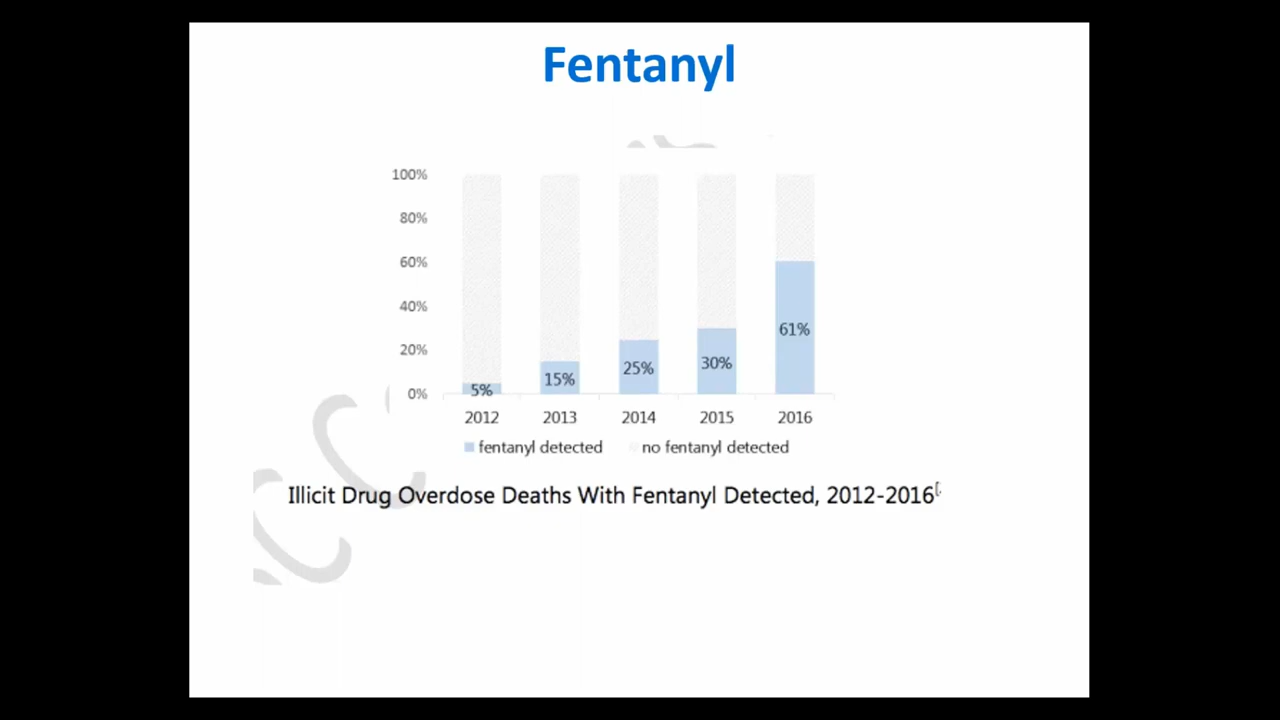 Fentanyl
100%
80%
60%
40%
20%
0%
5%
15%
25%
30%
61%
2012 2013 2014 2015 2016
fentanyl detected no fentanyl detected
Illicit Drug Overdose Deaths With Fentanyl Detected, 2012-2016